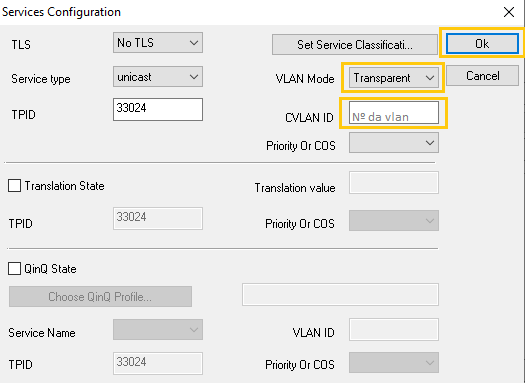 Services Configuration
TLS No TLS Set Service Classificati... Ok
Service type unicast VLAN Mode Transparent Cancel
TPID 33024 CVLAN ID Nº da vlan
Priority Or COS
Translation State Translation value
TPID 33024 Priority Or COS
QinQ State
Choose QinQ Profile...
Service Name VLAN ID
TPID 33024 Priority Or COS